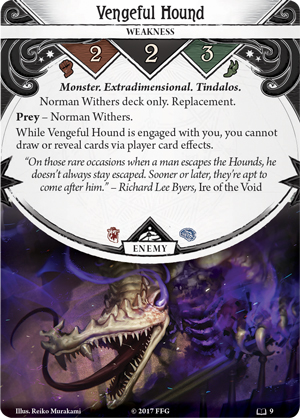 Vengeful Hound
WEAKNESS
2 2 3
Monster. Extradimensional. Tindalos.
Norman Withers deck only. Replacement.
Prey – Norman Withers.
While Vengeful Hound is engaged with you, you cannot
draw or reveal cards via player card effects.
“On those rare occasions when a man escapes the Hounds, he
doesn’t always stay escaped. Sooner or later, they’re apt to
come after him.” – Richard Lee Byers, Ire of the Void
ENEMY
Illus. Reiko Murakami © 2017 FFG 9